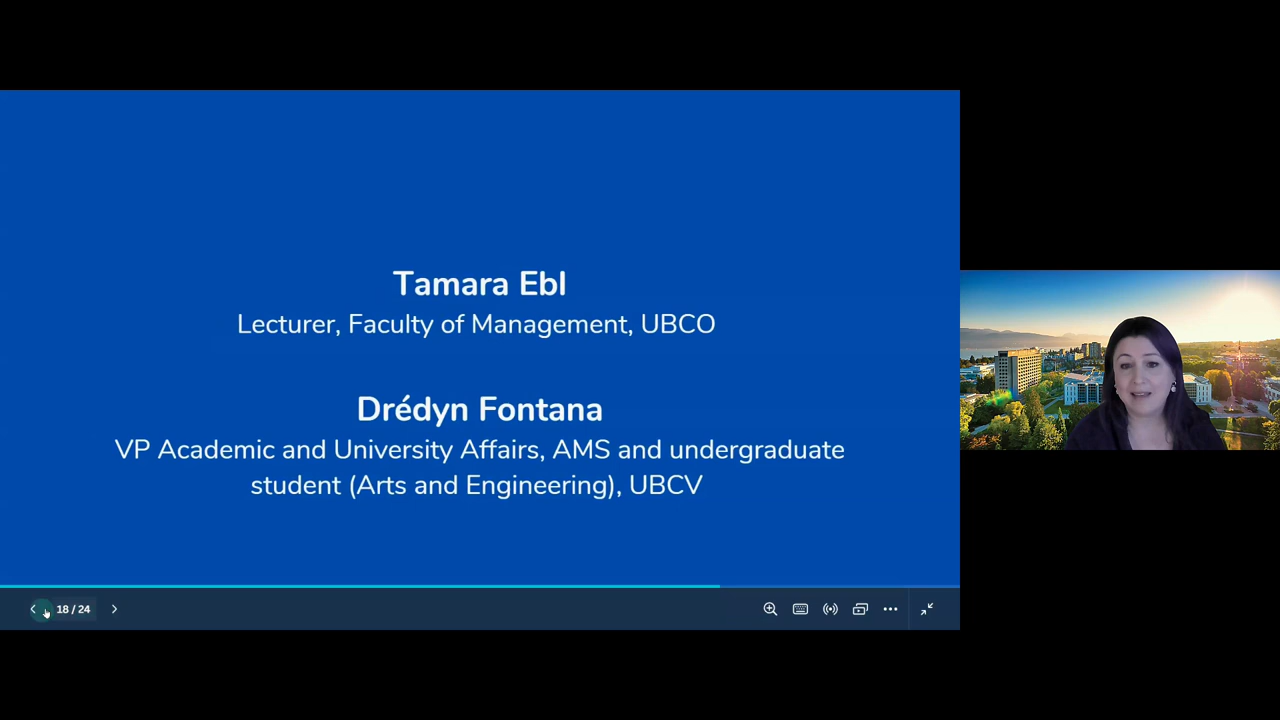 Tamara Ebl
Lecturer, Faculty of Management, UBCO
Drédyn Fontana
VP Academic and University Affairs, AMS and undergraduate
student (Arts and Engineering), UBCV
18 / 24